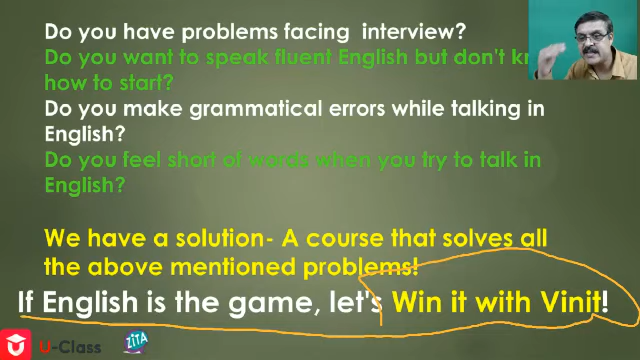 Do you have problems facing interview?
Do you want to speak fluent English but don't kn
how to start?
Do you make grammatical errors while talking in
English?
Do you feel short of words when you try to talk in
English?
We have a solution- A course that solves all
the above mentioned problems!
If English is the game, let's Win it with Vinit!
U-Class
ZiTA